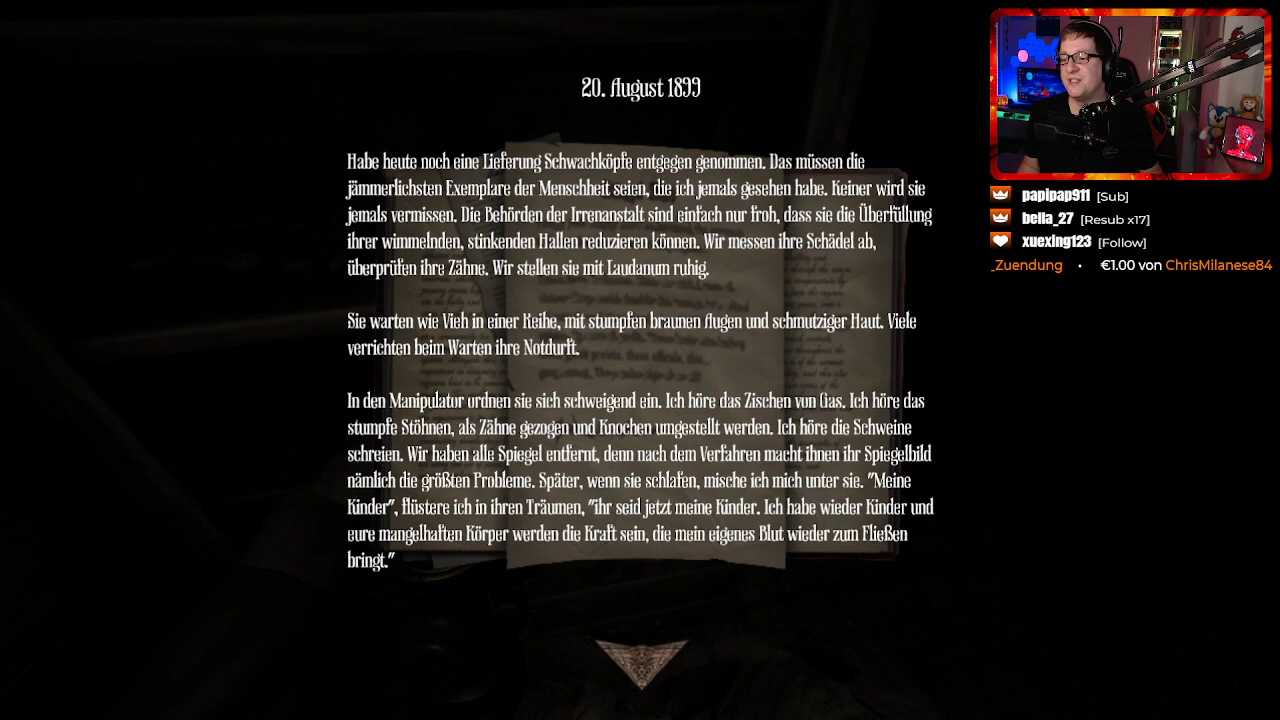 20. August 1899
Habe heute noch eine Lieferung Schwachköpfe entgegen genommen. Das müssen die
jämmerlichsten Exemplare der Menschheit seien, die ich jemals gesehen habe. Keiner wird sie
jemals vermissen. Die Behörden der Irrenanstalt sind einfach nur froh, dass sie die Überfüllung
ihrer wimmelnden, stinkenden Hallen reduzieren können. Wir messen ihre Schädel ab,
überprüfen ihre Zähne. Wir stellen sie mit Laudanum ruhig.
Sie warten wie Vieh in einer Reihe, mit stumpfen braunen Augen und schmutziger Haut. Viele
verrichten beim Warten ihre Notdurft.
In den Manipulator ordnen sie sich schweigend ein. Ich höre das Zischen von Gas. Ich höre das
stumpfe Stöhnen, als Zähne gezogen und Knochen umgestellt werden. Ich höre die Schweine
schreien. Wir haben alle Spiegel entfernt, denn nach dem Verfahren macht ihnen ihr Spiegelbild
nämlich die größten Probleme. Später, wenn sie schlafen, mische ich mich unter sie. "Meine
Kinder", flüstere ich in ihren Träumen, "ihr seid jetzt meine Kinder. Ich habe wieder Kinder und
eure mangelhaften Körper werden die Kraft sein, die mein eigenes Blut wieder zum Fließen
bringt."
papipap911 [Sub]
bella_27 [Resub x17]
xuexing123 [Follow]
_Zuendung • €1.00 von ChrisMilanese84